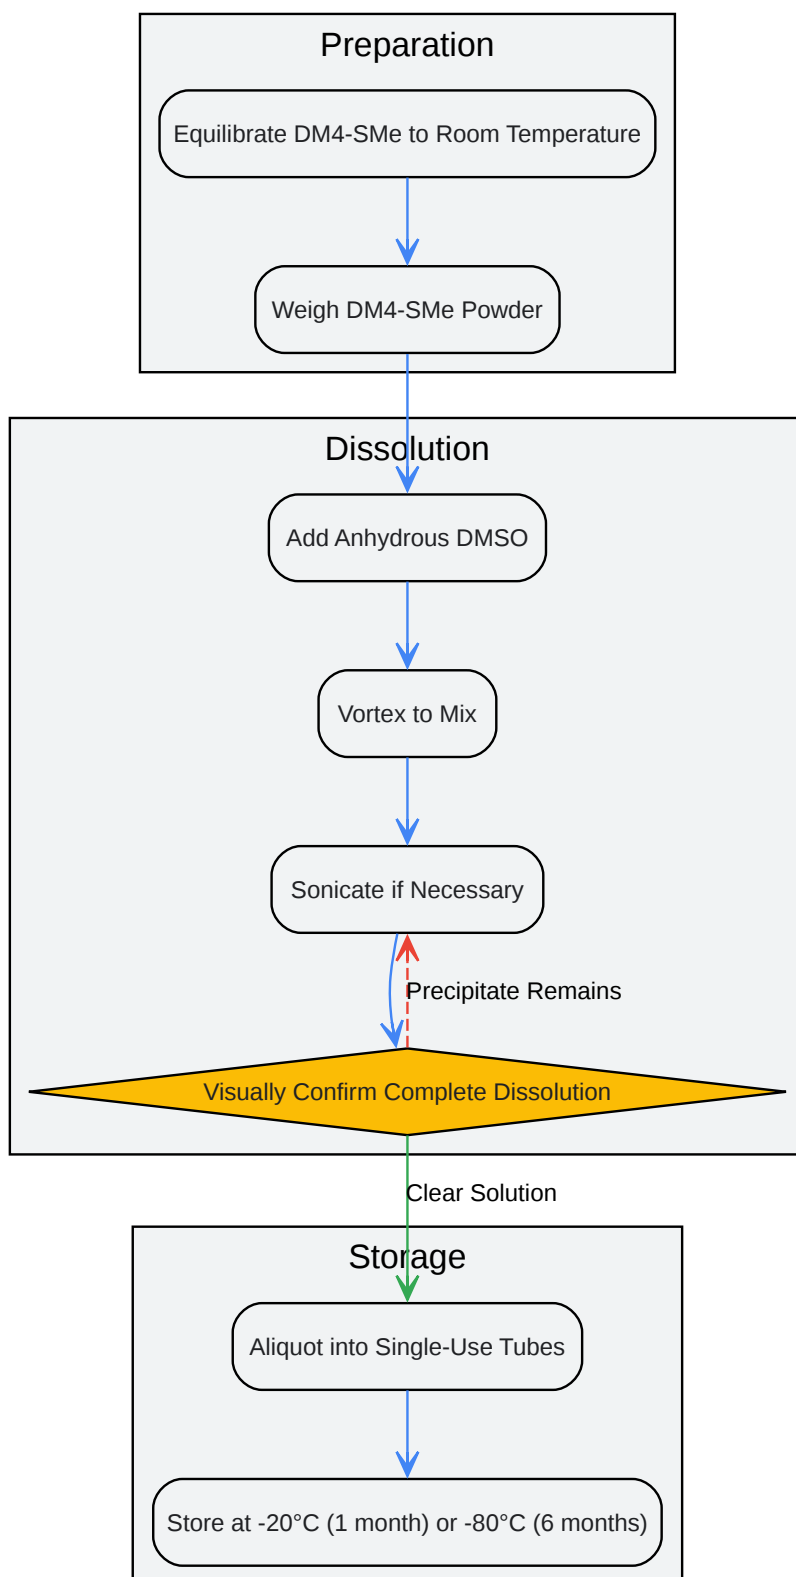 Preparation
Equilibrate DM4-SMe to Room Temperature
Weigh DM4-SMe Powder
Dissolution
Add Anhydrous DMSO
Vortex to Mix
Sonicate if Necessary
Precipitate Remains
Visually Confirm Complete Dissolution
Clear Solution
Storage
Aliquot into Single-Use Tubes
Store at -20°C (1 month) or -80°C (6 months)